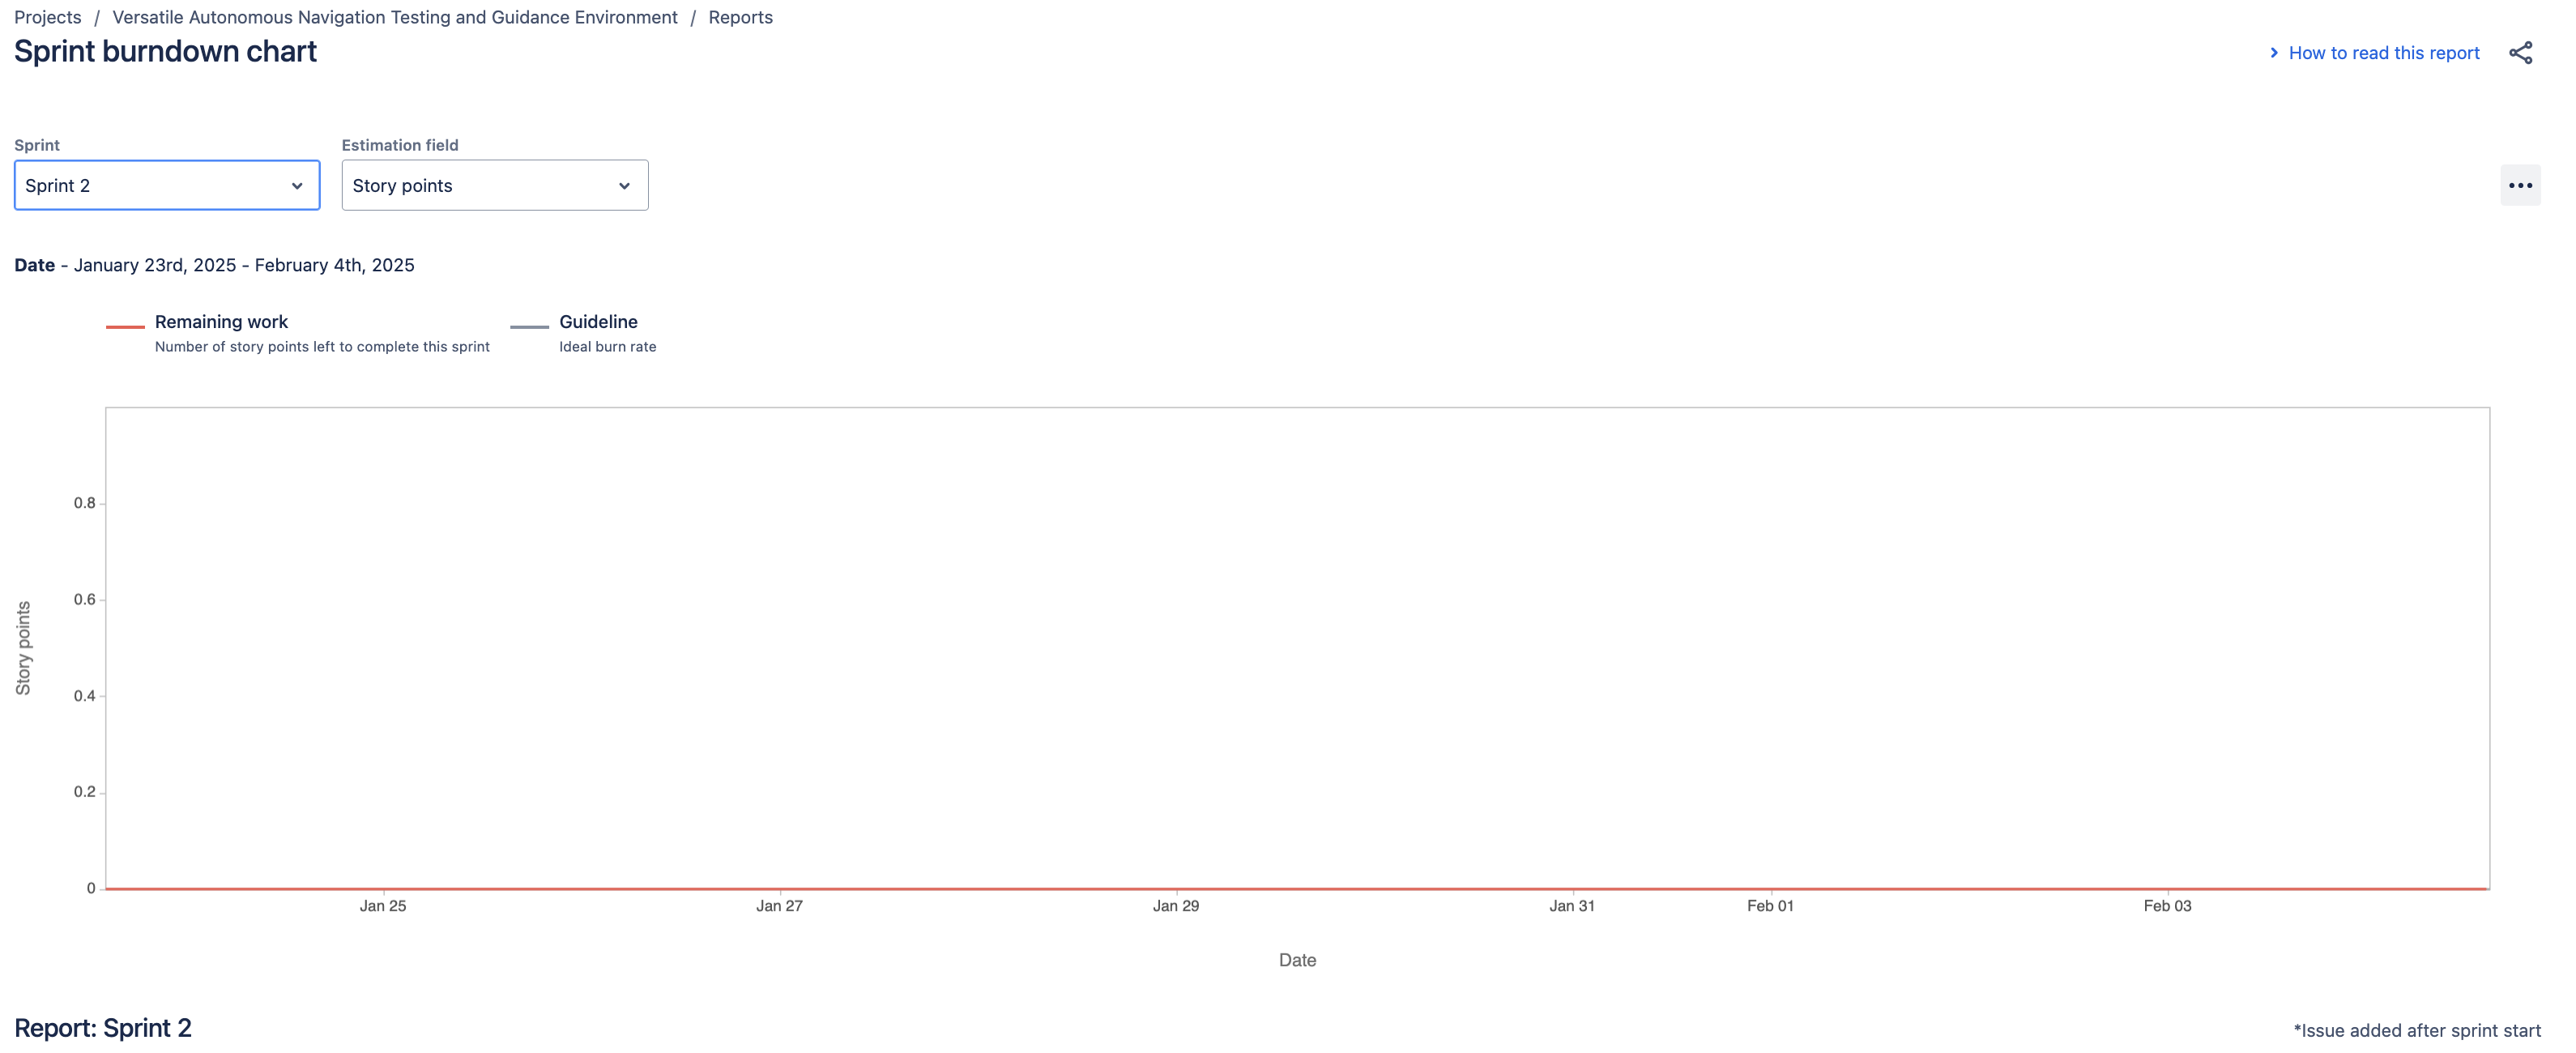 Projects / Versatile Autonomous Navigation Testing and Guidance Environment / Reports
Sprint burndown chart
How to read this report
Sprint
Estimation field
Sprint 2
Story points
Date - January 23rd, 2025 - February 4th, 2025
Remaining work
Number of story points left to complete this sprint
Guideline
Ideal burn rate
Story points
0.8
0.6
0.4
0.2
0
Jan 25
Jan 27
Jan 29
Jan 31
Feb 01
Feb 03
Date
Report: Sprint 2
*Issue added after sprint start